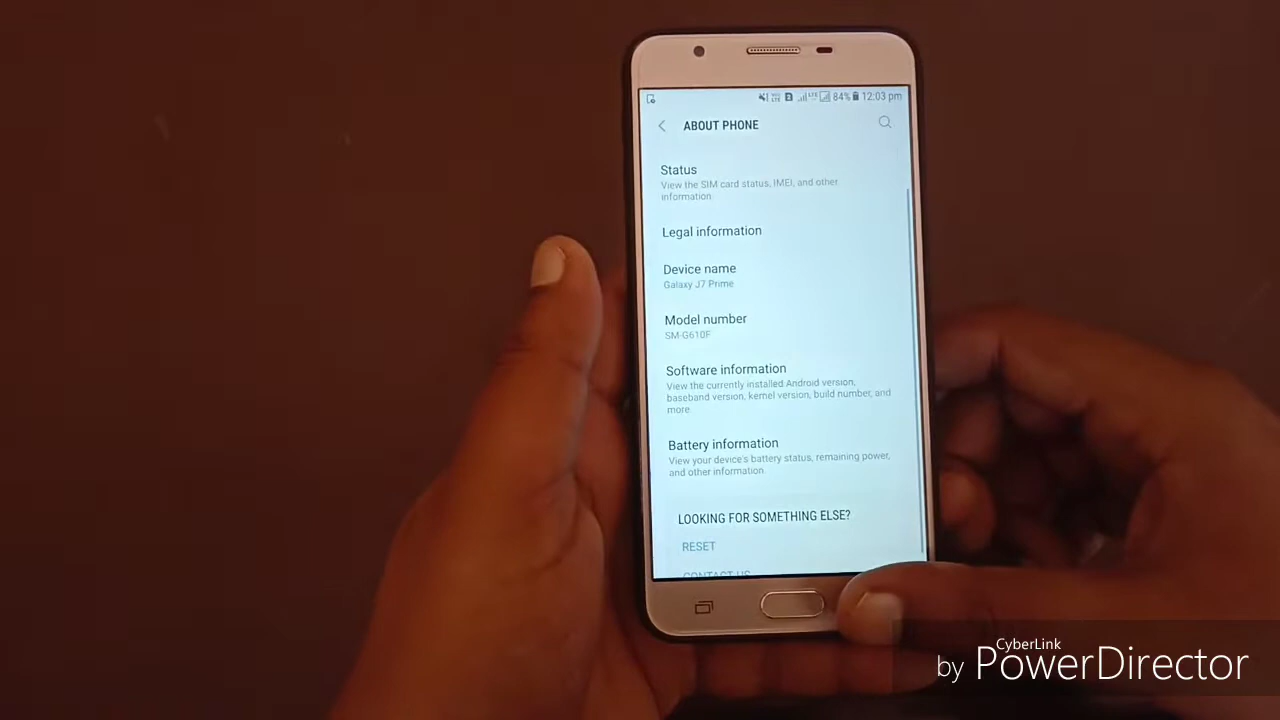 84% 12:03 pm
ABOUT PHONE
Status
View the SIM card status, IMEI, and other
information
Legal information
Device name
Galaxy J7 Prime
Model number
SM-G610F
Software information
View the currently installed Android version,
baseband version, kernel version, build number, and
more.
Battery information
View your device's battery status, remaining power,
and other information.
LOOKING FOR SOMETHING ELSE?
RESET
CONTACT US
CyberLink
by PowerDirector